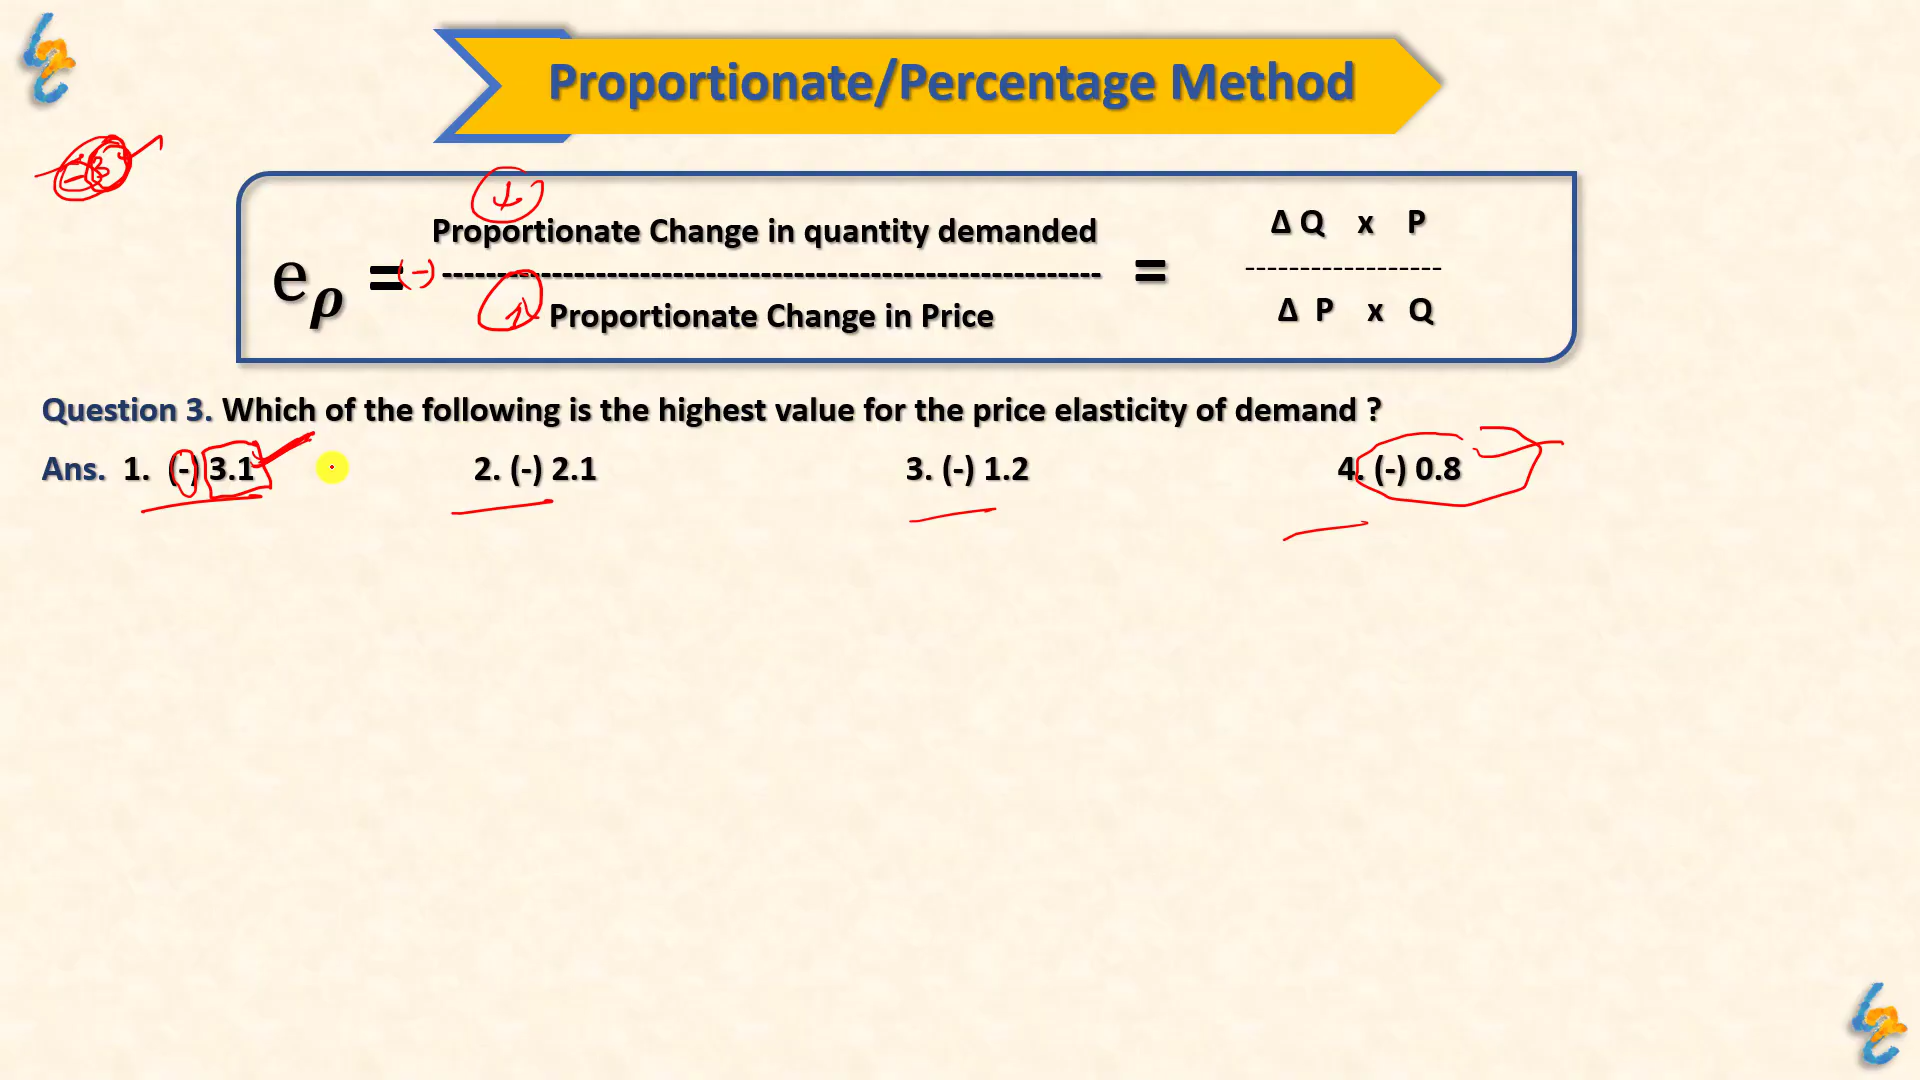 Proportionate/Percentage Method
Proportionate Change in quantity demanded
eρ = (-) ------------------------------------------------------------ =
Proportionate Change in Price
Δ Q x P
------------------
Δ P x Q
Question 3. Which of the following is the highest value for the price elasticity of demand ?
Ans. 1. (-) 3.1 2. (-) 2.1 3. (-) 1.2 4. (-) 0.8